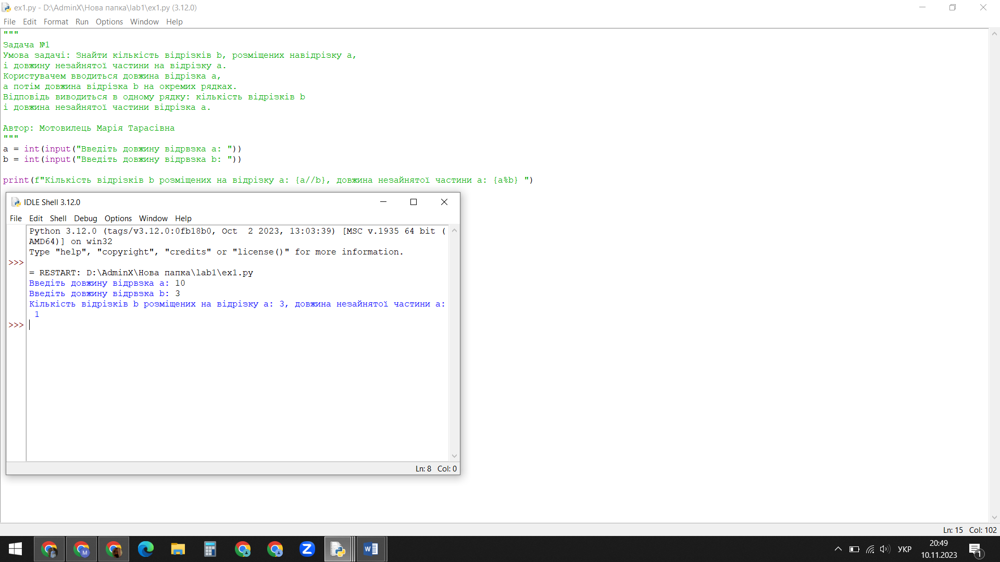 ex1.py - D:\AdminX\Нова папка\lab1\ex1.py (3.12.0)
File Edit Format Run Options Window Help
"""
Задача №1
Умова задачі: Знайти кількість відрізків b, розміщених навідрізку a,
і довжину незайнятої частини на відрізку a.
Користувачем вводиться довжина відрізка a,
а потім довжина відрізка b на окремих рядках.
Відповідь виводиться в одному рядку: кількість відрізків b
і довжина незайнятої частини відрізка a.
Автор: Мотовилець Марія Тарасівна
"""
a = int(input("Введіть довжину відрвзка a: "))
b = int(input("Введіть довжину відрвзка b: "))
print(f"Кількість відрізків b розміщених на відрізку a: {a//b}, довжина незайнятої частини a: {a%b} ")
IDLE Shell 3.12.0
File Edit Shell Debug Options Window Help
Python 3.12.0 (tags/v3.12.0:0fb18b0, Oct  2 2023, 13:03:39) [MSC v.1935 64 bit (
AMD64)] on win32
Type "help", "copyright", "credits" or "license()" for more information.
>>>
= RESTART: D:\AdminX\Нова папка\lab1\ex1.py
Введіть довжину відрвзка a: 10
Введіть довжину відрвзка b: 3
Кількість відрізків b розміщених на відрізку a: 3, довжина незайнятої частини a:
1
>>>
Ln: 8 Col: 0
Ln: 15 Col: 102
M
Z
W
УКР
20:49
10.11.2023
1